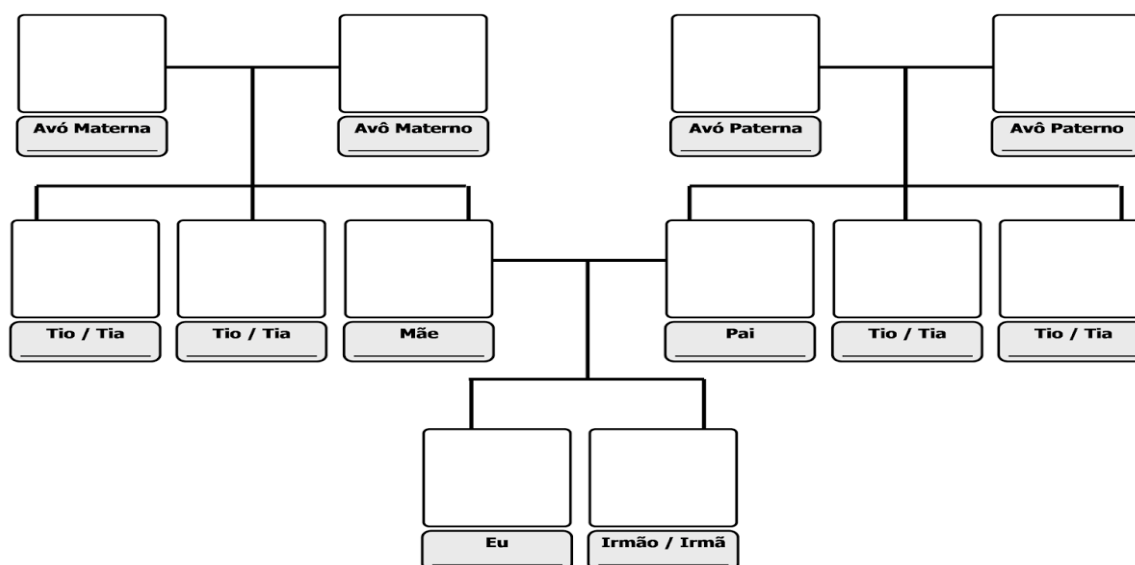 Avó Materna
Avô Materno
Avó Paterna
Avô Paterno
Tio / Tia
Tio / Tia
Mãe
Pai
Tio / Tia
Tio / Tia
Eu
Irmão / Irmã